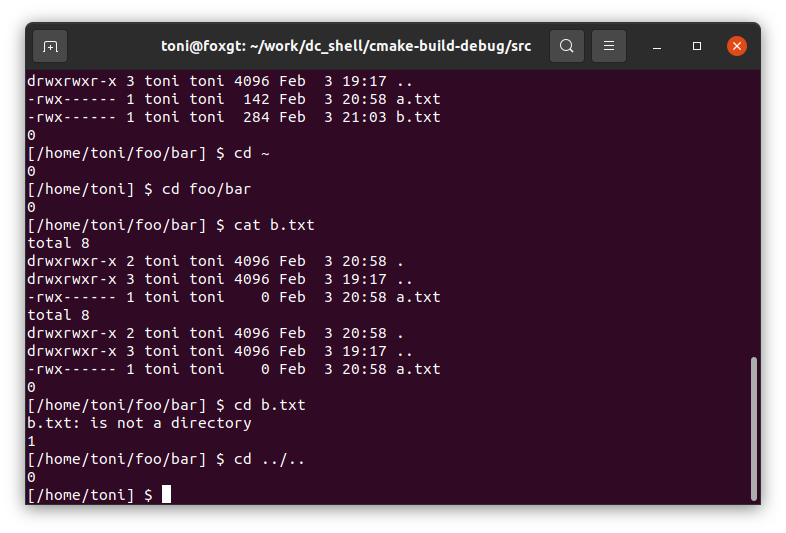 toni@foxgt: ~/work/dc_shell/cmake-build-debug/src
drwxrwxr-x 3 toni toni 4096 Feb  3 19:17 ..
-rwx------ 1 toni toni  142 Feb  3 20:58 a.txt
-rwx------ 1 toni toni  284 Feb  3 21:03 b.txt
0
[/home/toni/foo/bar] $ cd ~
0
[/home/toni] $ cd foo/bar
0
[/home/toni/foo/bar] $ cat b.txt
total 8
drwxrwxr-x 2 toni toni 4096 Feb  3 20:58 .
drwxrwxr-x 3 toni toni 4096 Feb  3 19:17 ..
-rwx------ 1 toni toni    0 Feb  3 20:58 a.txt
total 8
drwxrwxr-x 2 toni toni 4096 Feb  3 20:58 .
drwxrwxr-x 3 toni toni 4096 Feb  3 19:17 ..
-rwx------ 1 toni toni    0 Feb  3 20:58 a.txt
0
[/home/toni/foo/bar] $ cd b.txt
b.txt: is not a directory
1
[/home/toni/foo/bar] $ cd ../..
0
[/home/toni] $